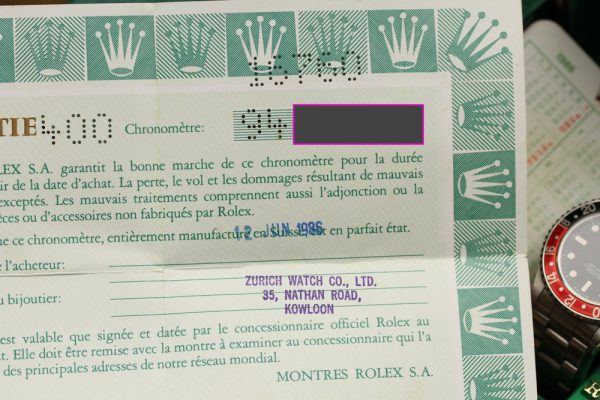 16760
TIE 400 Chronomètre: 94
LEX S.A. garantit la bonne marche de ce chronomètre pour la durée
ir de la date d'achat. La perte, le vol et les dommages résultant de mauvais
exceptés. Les mauvais traitements comprennent aussi l'adjonction ou la
èces ou d'accessoires non fabriqués par Rolex.
ne ce chronomètre, entièrement manufacturé en Suisse, est en parfait état.
12 JUN 1986
e l'acheteur:
ZURICH WATCH CO., LTD.
u bijoutier: 35, NATHAN ROAD,
KOWLOON
est valable que signée et datée par le concessionnaire officiel Rolex au
t. Elle doit être remise avec la montre à examiner au concessionnaire qui l'a
des principales adresses de notre réseau mondial.
MONTRES ROLEX S.A.